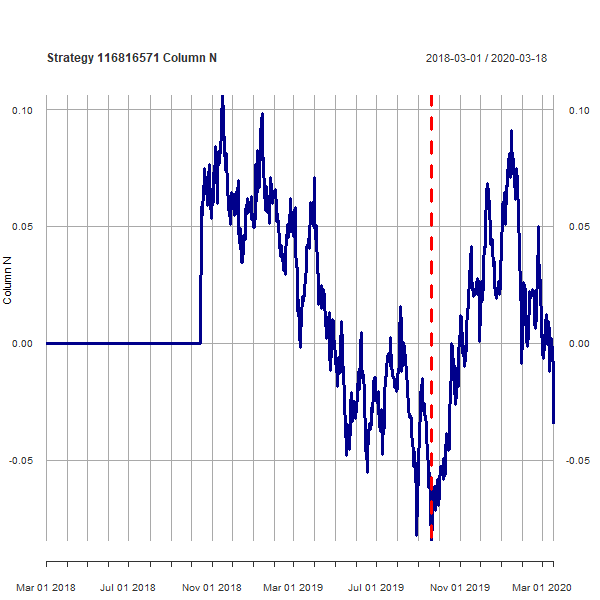 Strategy 116816571 Column N
2018-03-01 / 2020-03-18
0.10
0.10
0.05
0.05
Column N
0.00
0.00
-0.05
-0.05
Mar 01 2018
Jul 01 2018
Nov 01 2018
Mar 01 2019
Jul 01 2019
Nov 01 2019
Mar 01 2020